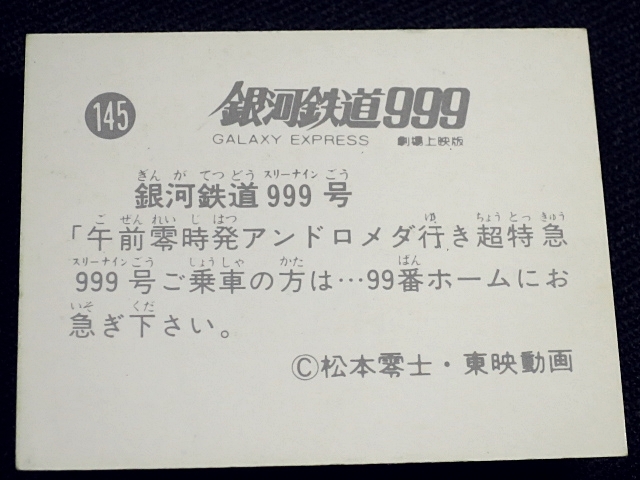 145
銀河鉄道999
GALAXY EXPRESS 劇場上映版
ぎん が てつ どう スリーナイン ごう
銀河鉄道999号
ご ぜん れい じ はつ ゆ ちょう とっ きゅう
「午前零時発アンドロメダ行き超特急
スリーナイン ごう じょうしゃ かた ばん
999号ご乗車の方は…99番ホームにお
いそ くだ
急ぎ下さい。
©松本零士・東映動画